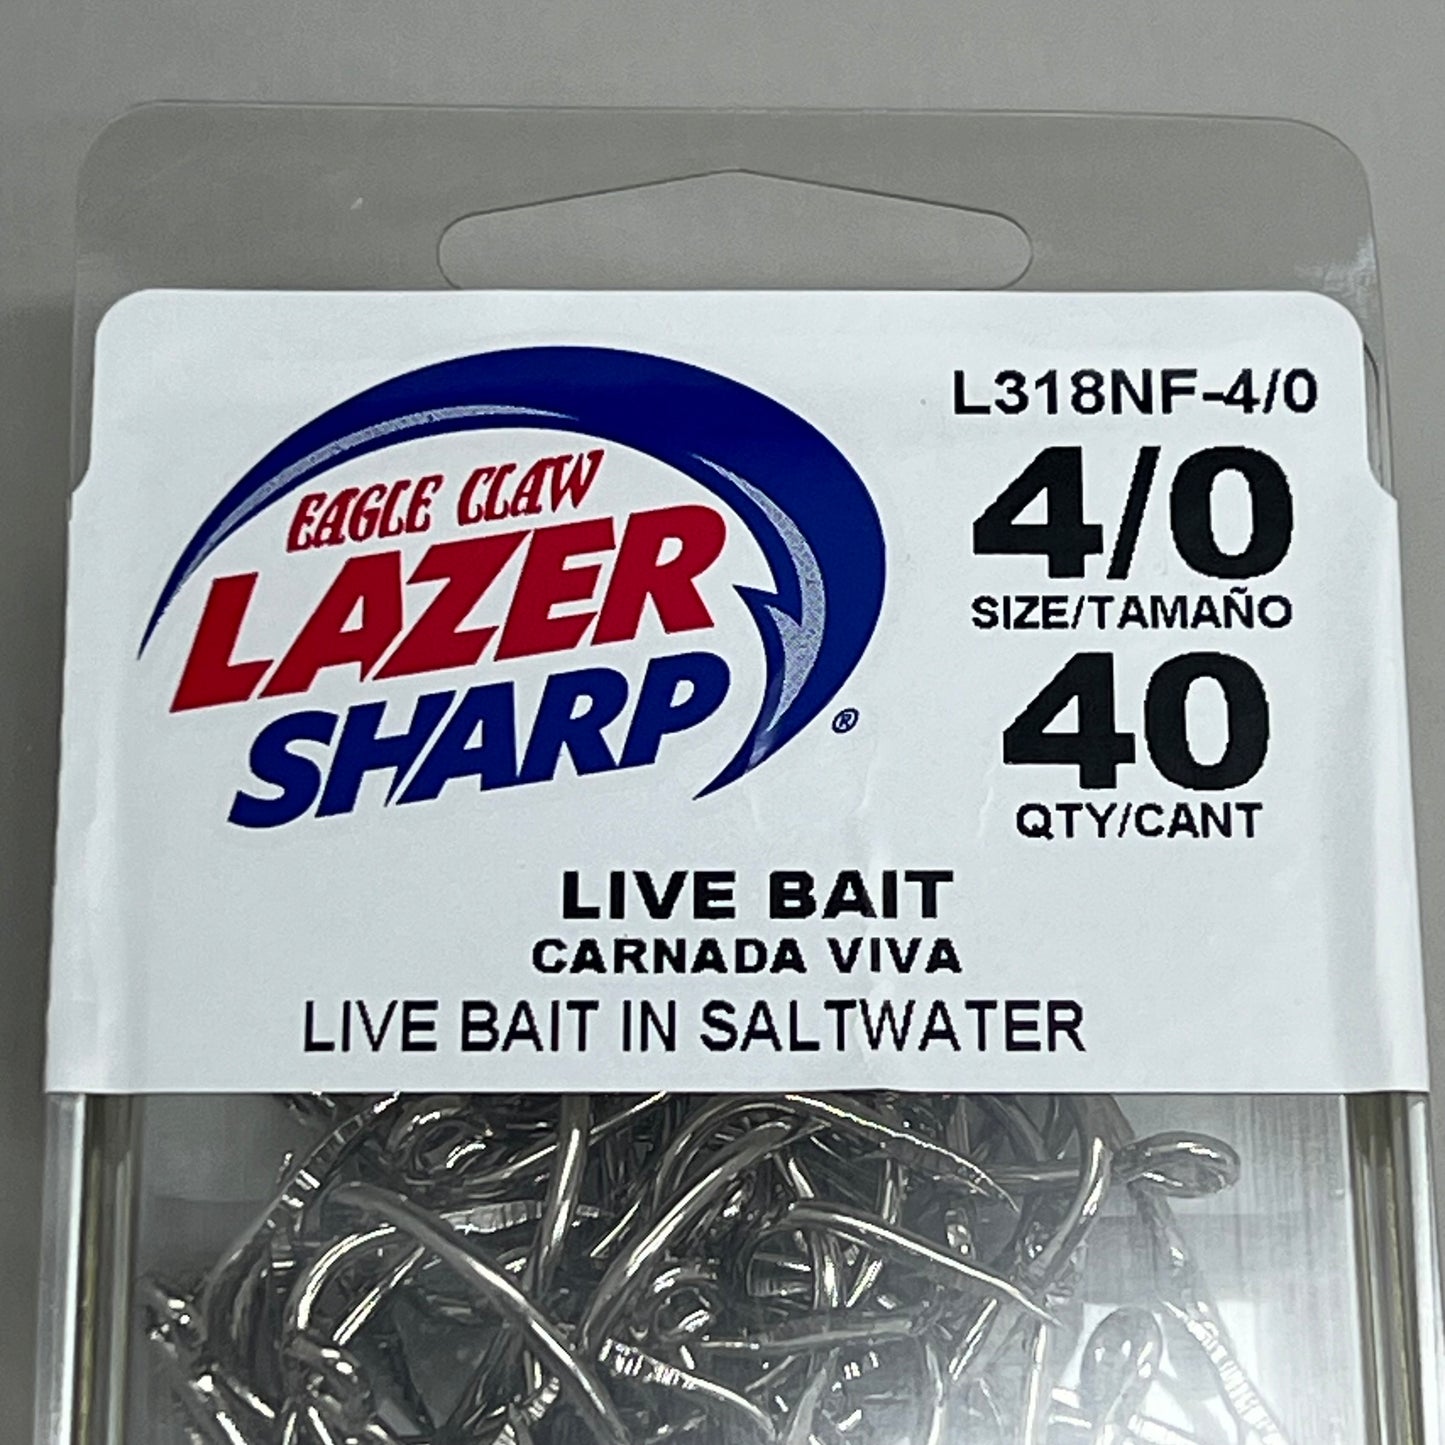 EAGLE CLAW
LAZER
SHARP®
L318NF-4/0
4/0
SIZE/TAMAÑO
40
QTY/CANT
LIVE BAIT
CARNADA VIVA
LIVE BAIT IN SALTWATER